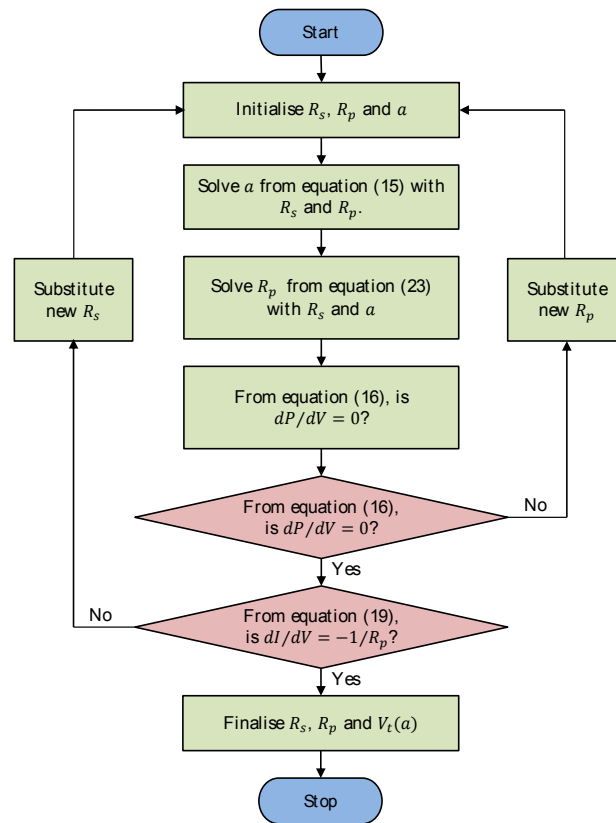 Start
Initialise R_s, R_p and a
Solve a from equation (15) with
R_s and R_p.
Substitute
new R_s
Solve R_p from equation (23)
with R_s and a
Substitute
new R_p
From equation (16), is
dP/dV = 0?
From equation (16),
is dP/dV = 0?
No
Yes
No
From equation (19),
is dI/dV = −1/R_p?
Yes
Finalise R_s, R_p and V_t(a)
Stop